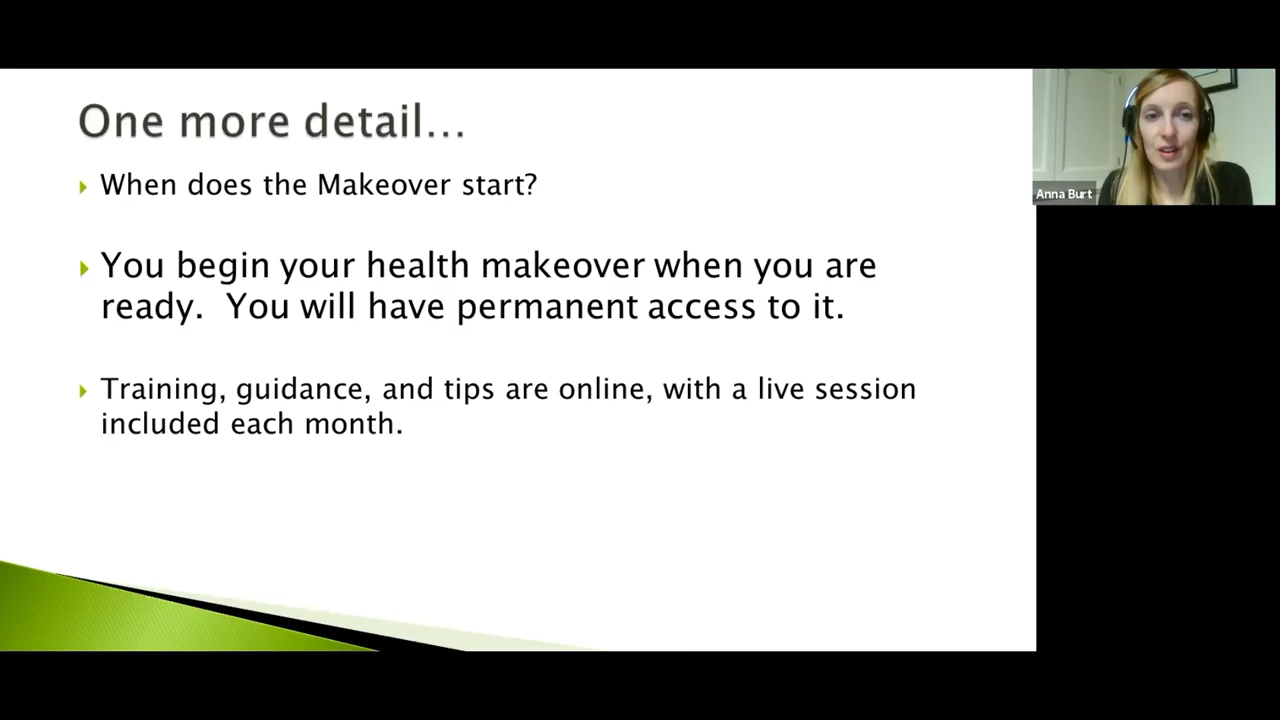 One more detail...
When does the Makeover start?
You begin your health makeover when you are
ready.  You will have permanent access to it.
Training, guidance, and tips are online, with a live session
included each month.
Anna Burt